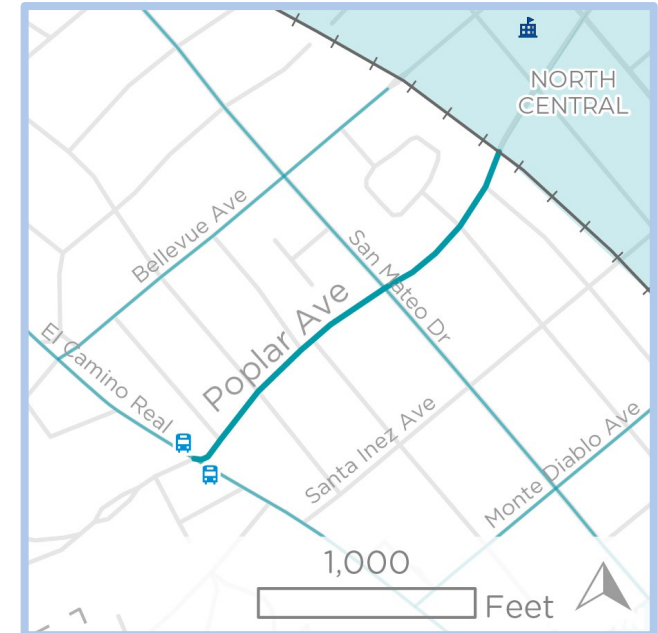 NORTH
CENTRAL
Bellevue Ave
San Mateo Dr
Poplar Ave
El Camino Real
Santa Inez Ave
Monte Diablo Ave
1,000
Feet